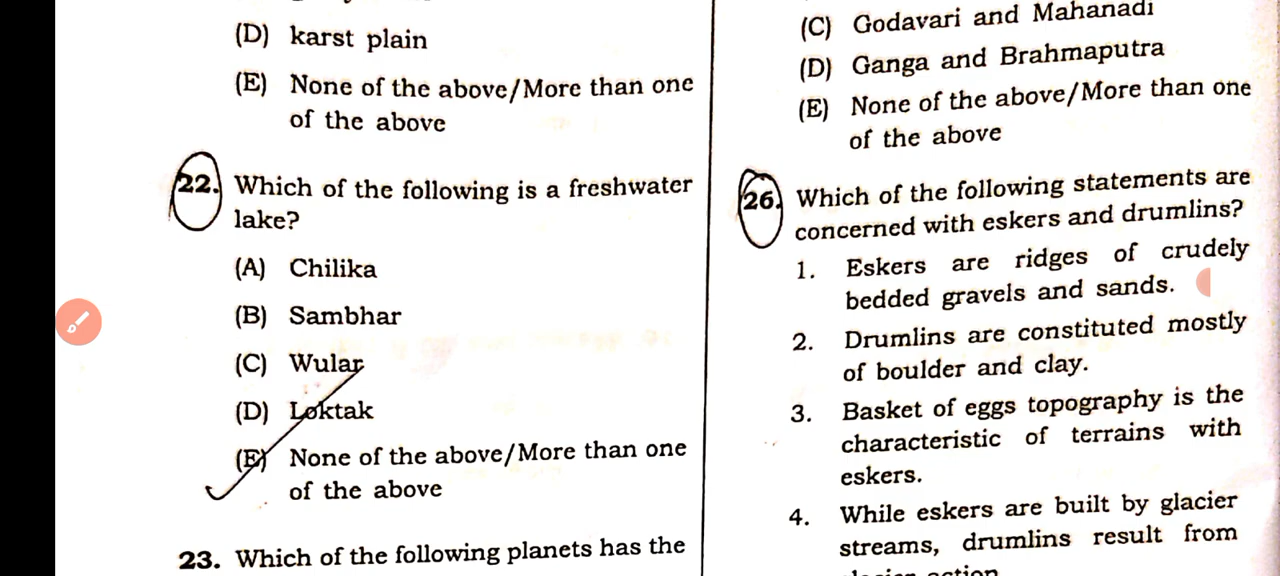 (D) karst plain
(E) None of the above/More than one
of the above
22. Which of the following is a freshwater
lake?
(A) Chilika
(B) Sambhar
(C) Wular
(D) Loktak
(E) None of the above/More than one
of the above
23. Which of the following planets has the
(C) Godavari and Mahanadi
(D) Ganga and Brahmaputra
(E) None of the above/More than one
of the above
26. Which of the following statements are
concerned with eskers and drumlins?
1. Eskers are ridges of crudely
bedded gravels and sands.
2. Drumlins are constituted mostly
of boulder and clay.
3. Basket of eggs topography is the
characteristic of terrains with
eskers.
4. While eskers are built by glacier
streams, drumlins result from